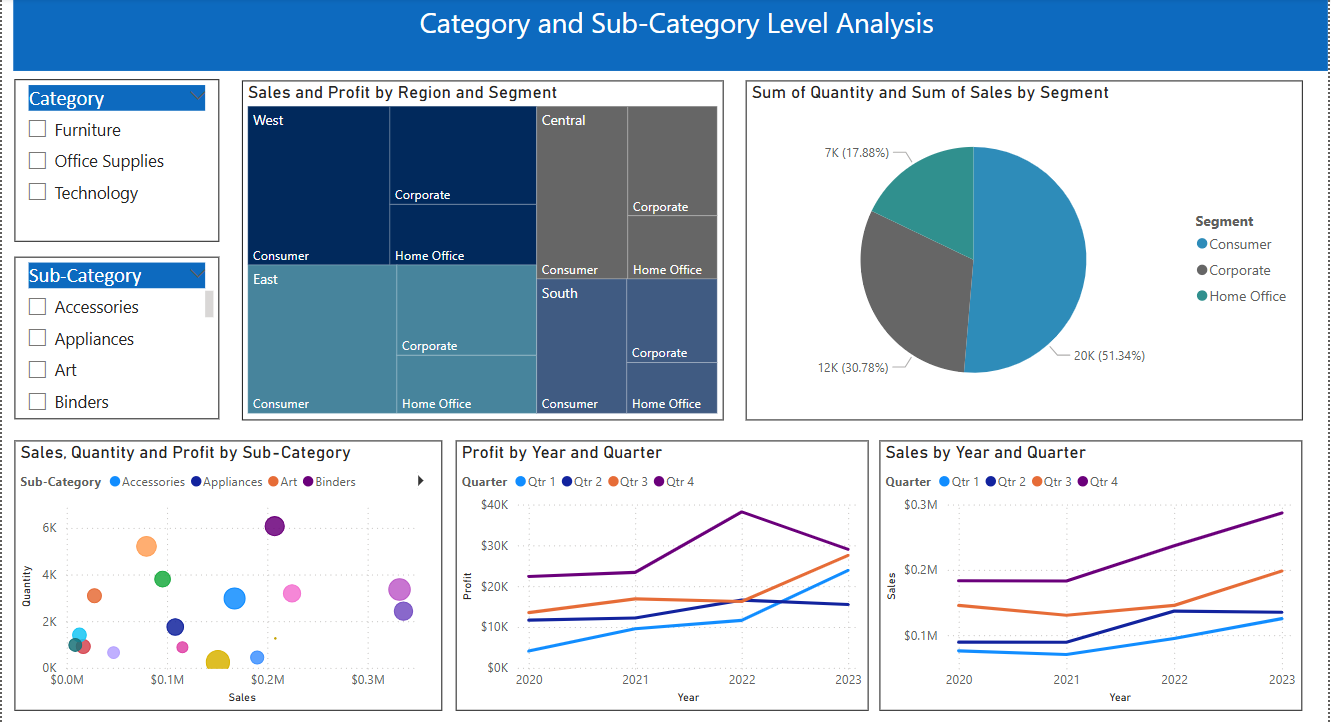 Category and Sub-Category Level Analysis
Category
Furniture
Office Supplies
Technology
Sub-Category
Accessories
Appliances
Art
Binders
Sales and Profit by Region and Segment
West
Corporate
Consumer
Home Office
East
Corporate
Consumer
Home Office
Central
Corporate
Consumer
Home Office
South
Corporate
Consumer
Home Office
Sum of Quantity and Sum of Sales by Segment
7K (17.88%)
12K (30.78%)
20K (51.34%)
Segment
Consumer
Corporate
Home Office
Sales, Quantity and Profit by Sub-Category
Sub-Category Accessories Appliances Art Binders
Quantity
6K
4K
2K
0K
$0.0M $0.1M $0.2M $0.3M
Sales
Profit by Year and Quarter
Quarter Qtr 1 Qtr 2 Qtr 3 Qtr 4
Profit
$40K
$30K
$20K
$10K
$0K
2020 2021 2022 2023
Year
Sales by Year and Quarter
Quarter Qtr 1 Qtr 2 Qtr 3 Qtr 4
Sales
$0.3M
$0.2M
$0.1M
2020 2021 2022 2023
Year